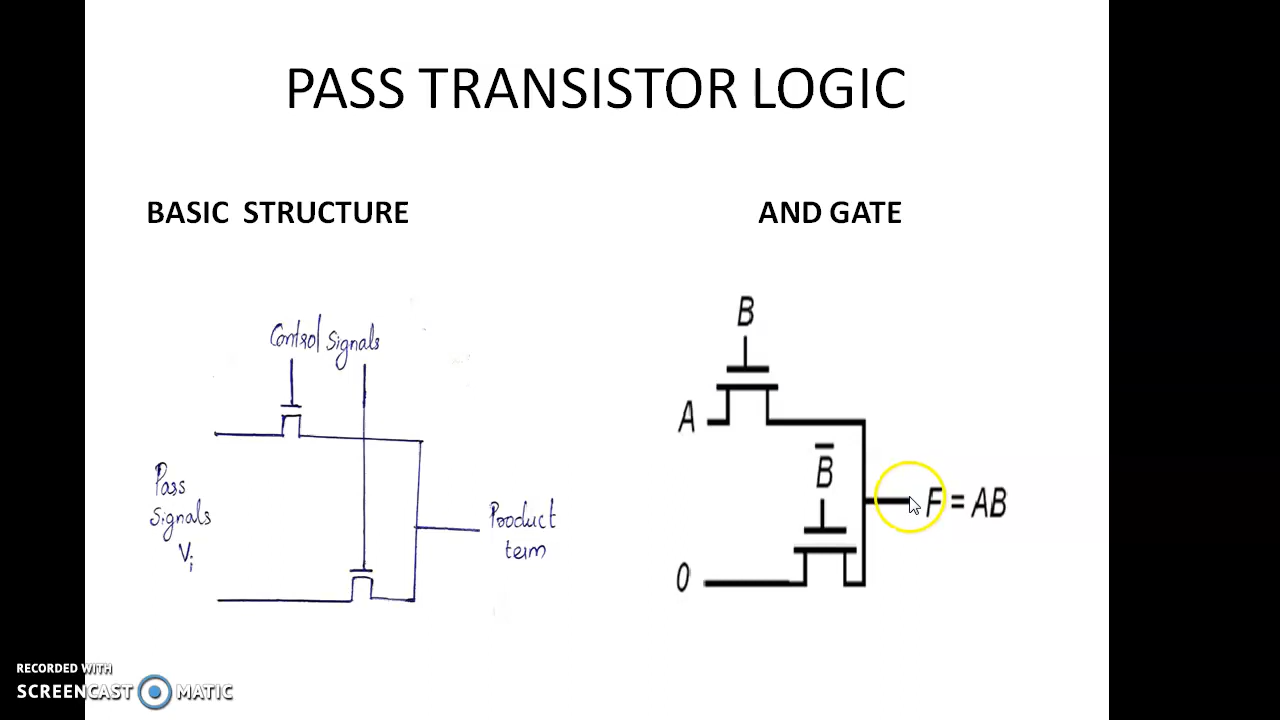 PASS TRANSISTOR LOGIC
BASIC STRUCTURE
AND GATE
Control Signals
Pass
Signals
Vi
Product
term
B
A
B̅
0
F = AB
RECORDED WITH
SCREENCAST MATIC